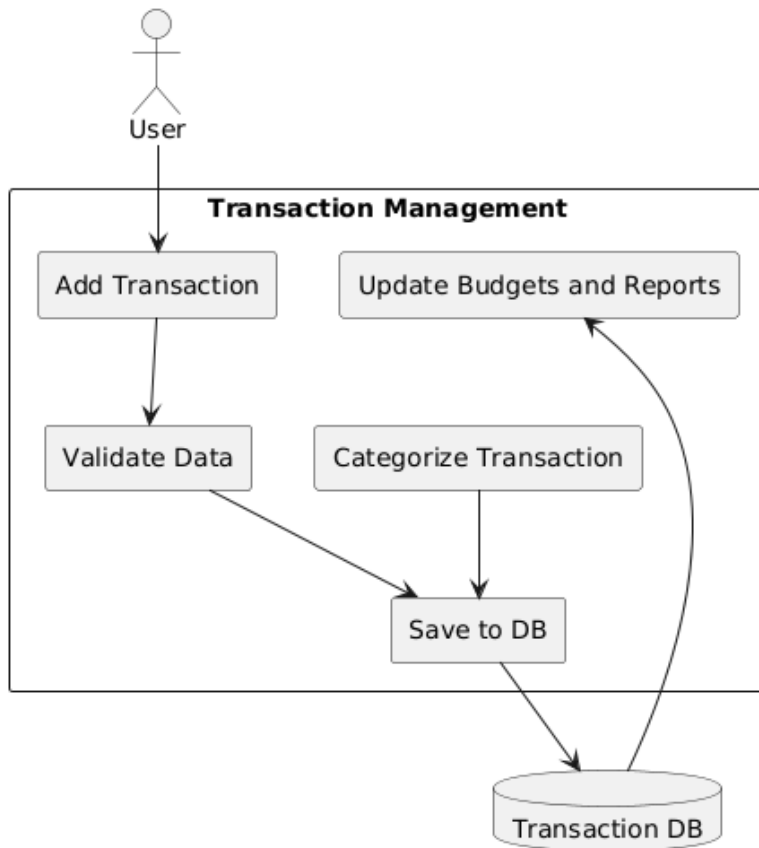 User
Transaction Management
Add Transaction
Update Budgets and Reports
Validate Data
Categorize Transaction
Save to DB
Transaction DB